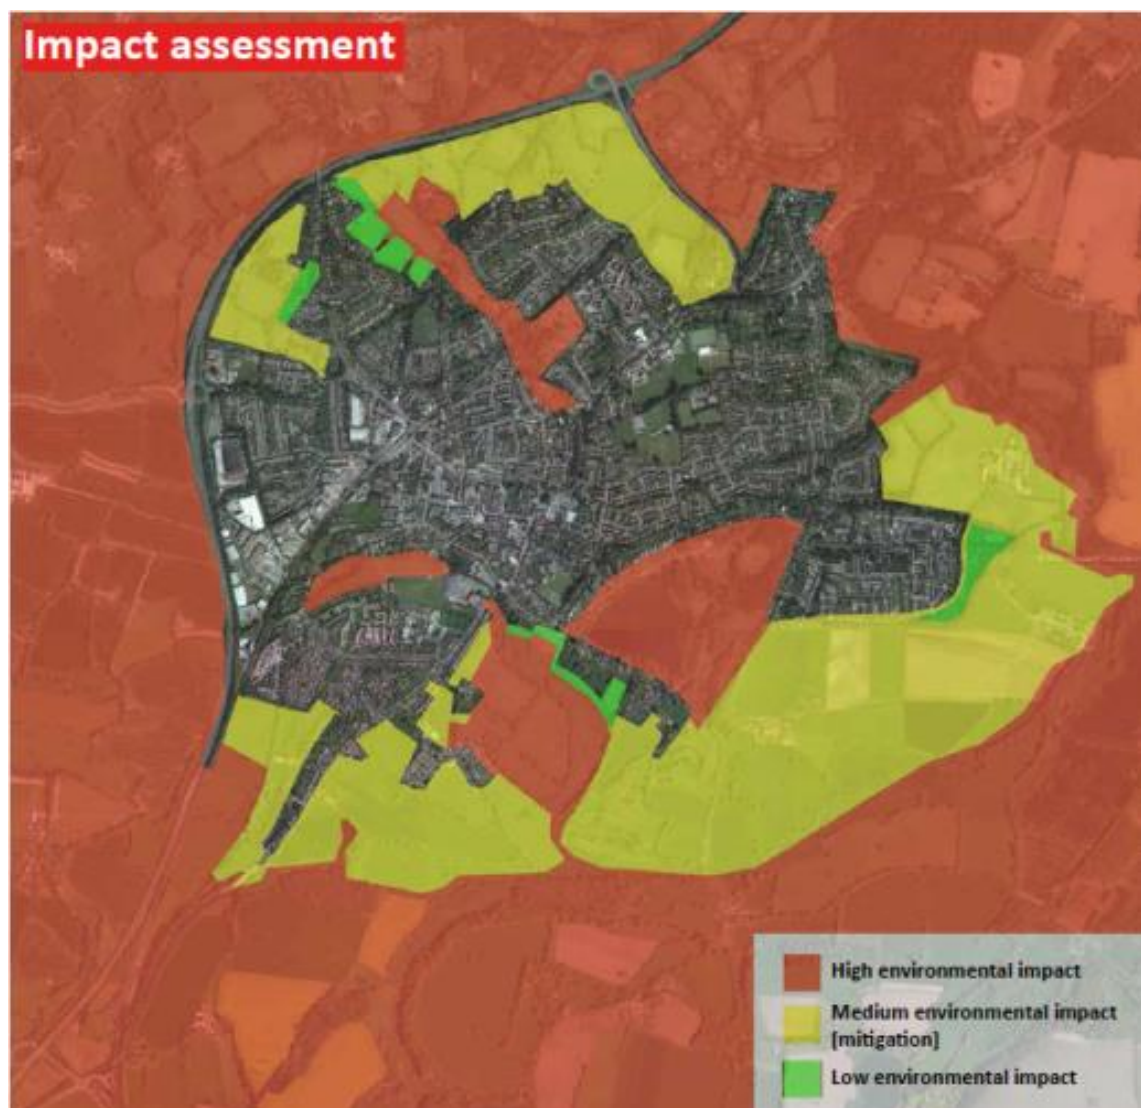 Impact assessment
High environmental impact
Medium environmental impact
[mitigation]
Low environmental impact